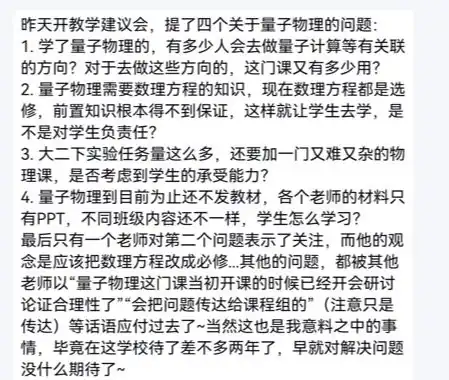 昨天开教学建议会，提了四个关于量子物理的问题：
1. 学了量子物理的，有多少人会去做量子计算等有关联
的方向？对于去做这些方向的，这门课又有多少用？
2. 量子物理需要数理方程的知识，现在数理方程都是选
修，前置知识根本得不到保证，这样就让学生去学，是
不是对学生负责任？
3. 大二下实验任务量这么多，还要加一门又难又杂的物
理课，是否考虑到学生的承受能力？
4. 量子物理到目前为止还不发教材，各个老师的材料只
有PPT，不同班级内容还不一样，学生怎么学习？
最后只有一个老师对第二个问题表示了关注，而他的观
念是应该把数理方程改成必修...其他的问题，都被其他
老师以“量子物理这门课当初开课的时候已经开会研讨
论证合理性了”“会把问题传达给课程组的”（注意只是
传达）等话语应付过去了~当然这也是我意料之中的事
情，毕竟在这学校待了差不多两年了，早就对解决问题
没什么期待了~